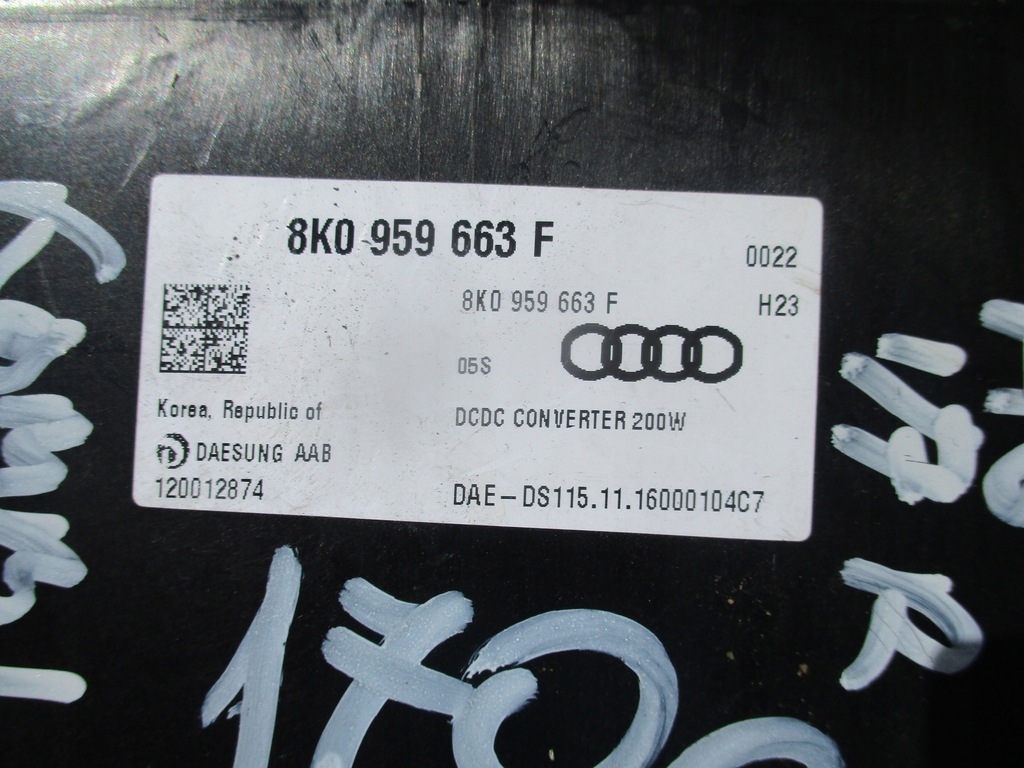 8K0 959 663 F
0022
8K0 959 663 F
H23
05S
Korea, Republic of
DCDC CONVERTER 200W
DAESUNG AAB
120012874
DAE-DS115.11.16000104C7